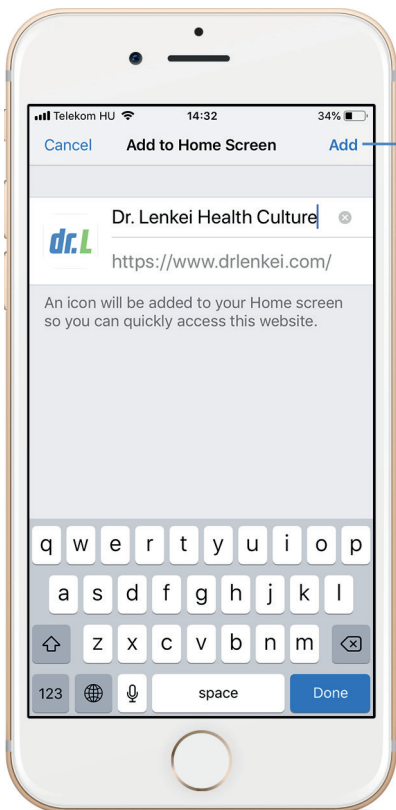 Telekom HU 14:32 34%
Cancel Add to Home Screen Add
Dr. Lenkei Health Culture
dr.L
https://www.drlenkei.com/
An icon will be added to your Home screen
so you can quickly access this website.
q w e r t y u i o p
a s d f g h j k l
z x c v b n m
123 space Done